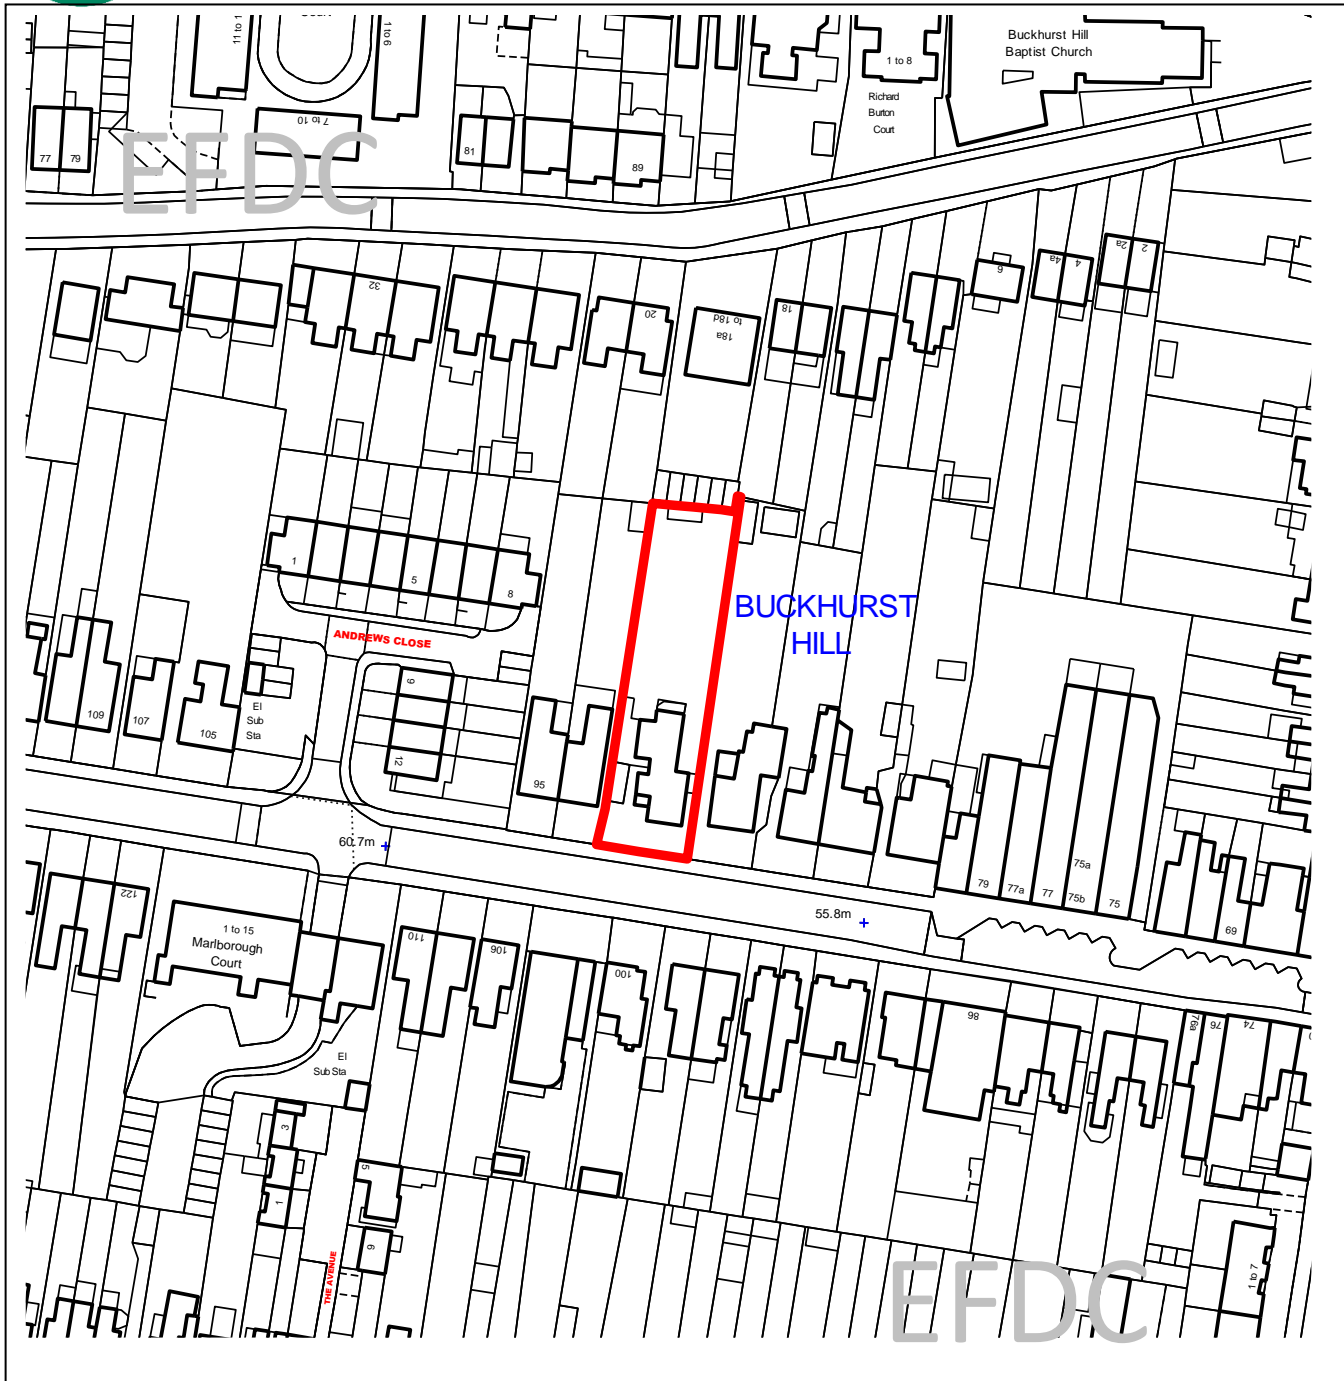 Court
11 to 1
1 to 6
Buckhurst Hill
Baptist Church
1 to 8
Richard
Burton
Court
7 to 10
77
79
81
89
EFDC
2a
2
4a
4
6
32
20
18a
to 18d
18
1
5
8
BUCKHURST
HILL
ANDREWS CLOSE
9
12
109
107
105
El
Sub
Sta
95
60.7m
55.8m
79
77a
77
75a
75b
75
69
122
1 to 15
Marlborough
Court
110
106
100
86
76a
76
74
El
Sub Sta
3
1
5
6
THE AVENUE
1 to 7
EFDC